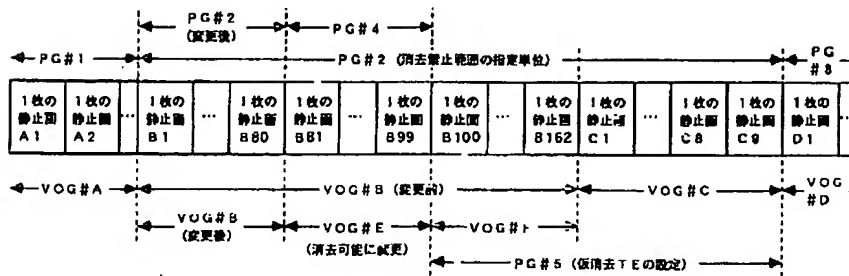 PG#2
(変更後)
PG#4
PG#1
PG#2 (消去禁止範囲の指定単位)
PG
#3
1枚の
静止画
A1
1枚の
静止画
A2
…
1枚の
静止画
B1
…
1枚の
静止画
B80
1枚の
静止画
B81
…
1枚の
静止画
B99
1枚の
静止画
B100
…
1枚の
静止画
B162
1枚の
静止画
C1
…
1枚の
静止画
C8
1枚の
静止画
C9
1枚の
静止画
D1
…
VOG#A
VOG#B (変更前)
VOG#C
VOG
#D
VOG#B
(変更後)
VOG#E
(消去可能に変更)
VOG#F
PG#5 (仮消去TEの設定)